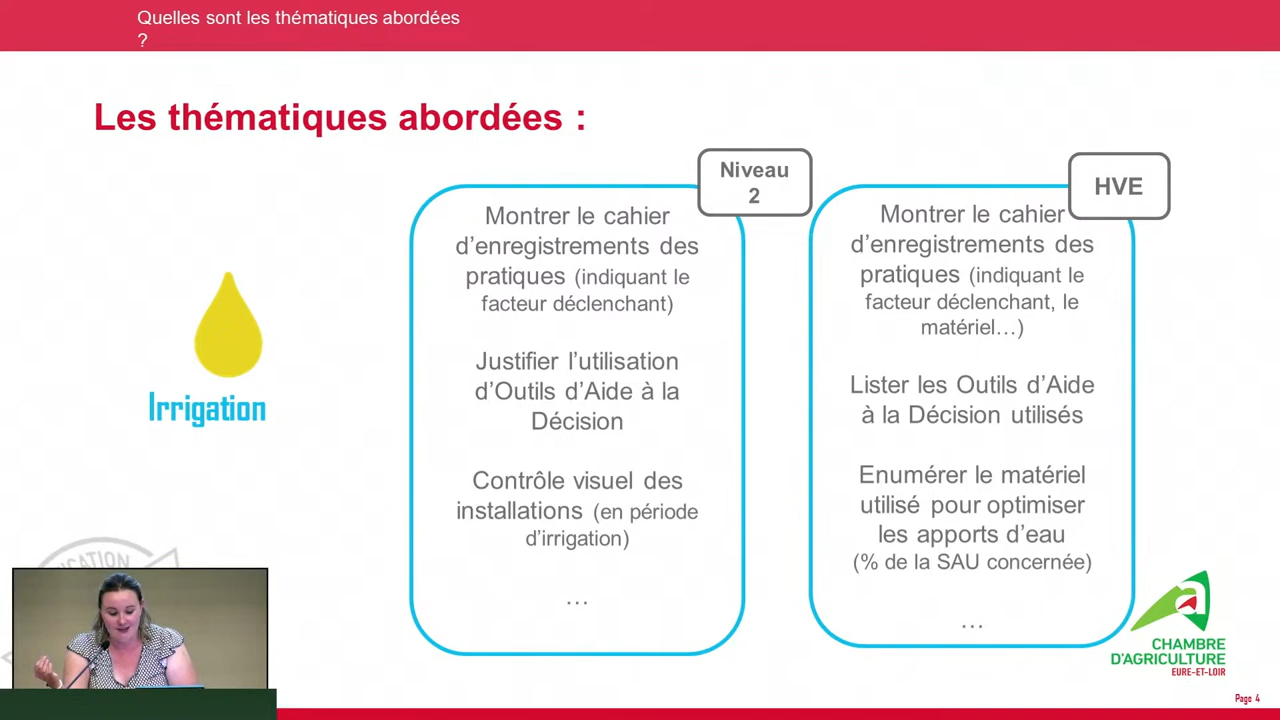 Quelles sont les thématiques abordées
?
Les thématiques abordées :
Irrigation
Niveau
2
Montrer le cahier
d’enregistrements des
pratiques (indiquant le
facteur déclenchant)
Justifier l’utilisation
d’Outils d’Aide à la
Décision
Contrôle visuel des
installations (en période
d’irrigation)
…
HVE
Montrer le cahier
d’enregistrements des
pratiques (indiquant le
facteur déclenchant, le
matériel…)
Lister les Outils d’Aide
à la Décision utilisés
Enumérer le matériel
utilisé pour optimiser
les apports d’eau
(% de la SAU concernée)
…
CHAMBRE
D'AGRICULTURE
EURE-ET-LOIR
Page 4